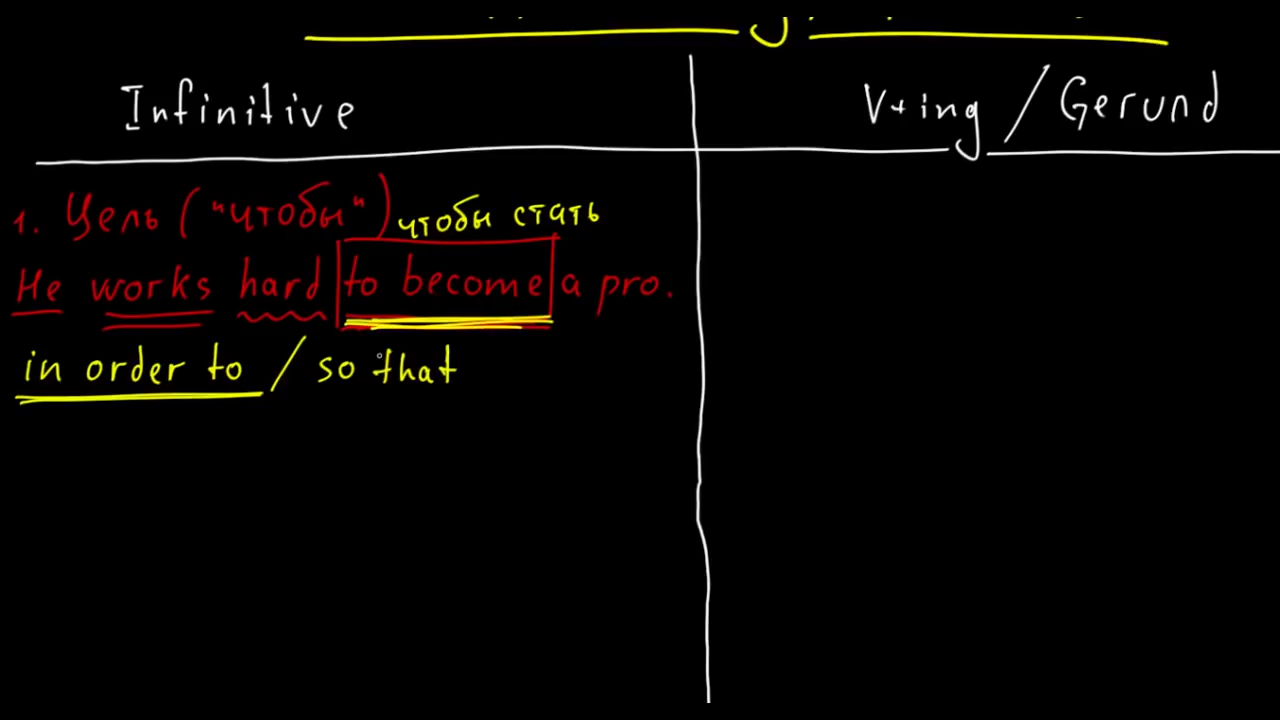 Infinitive
V+ing / Gerund
1. Цель ("чтобы") чтобы стать
He works hard to become a pro.
in order to / so that